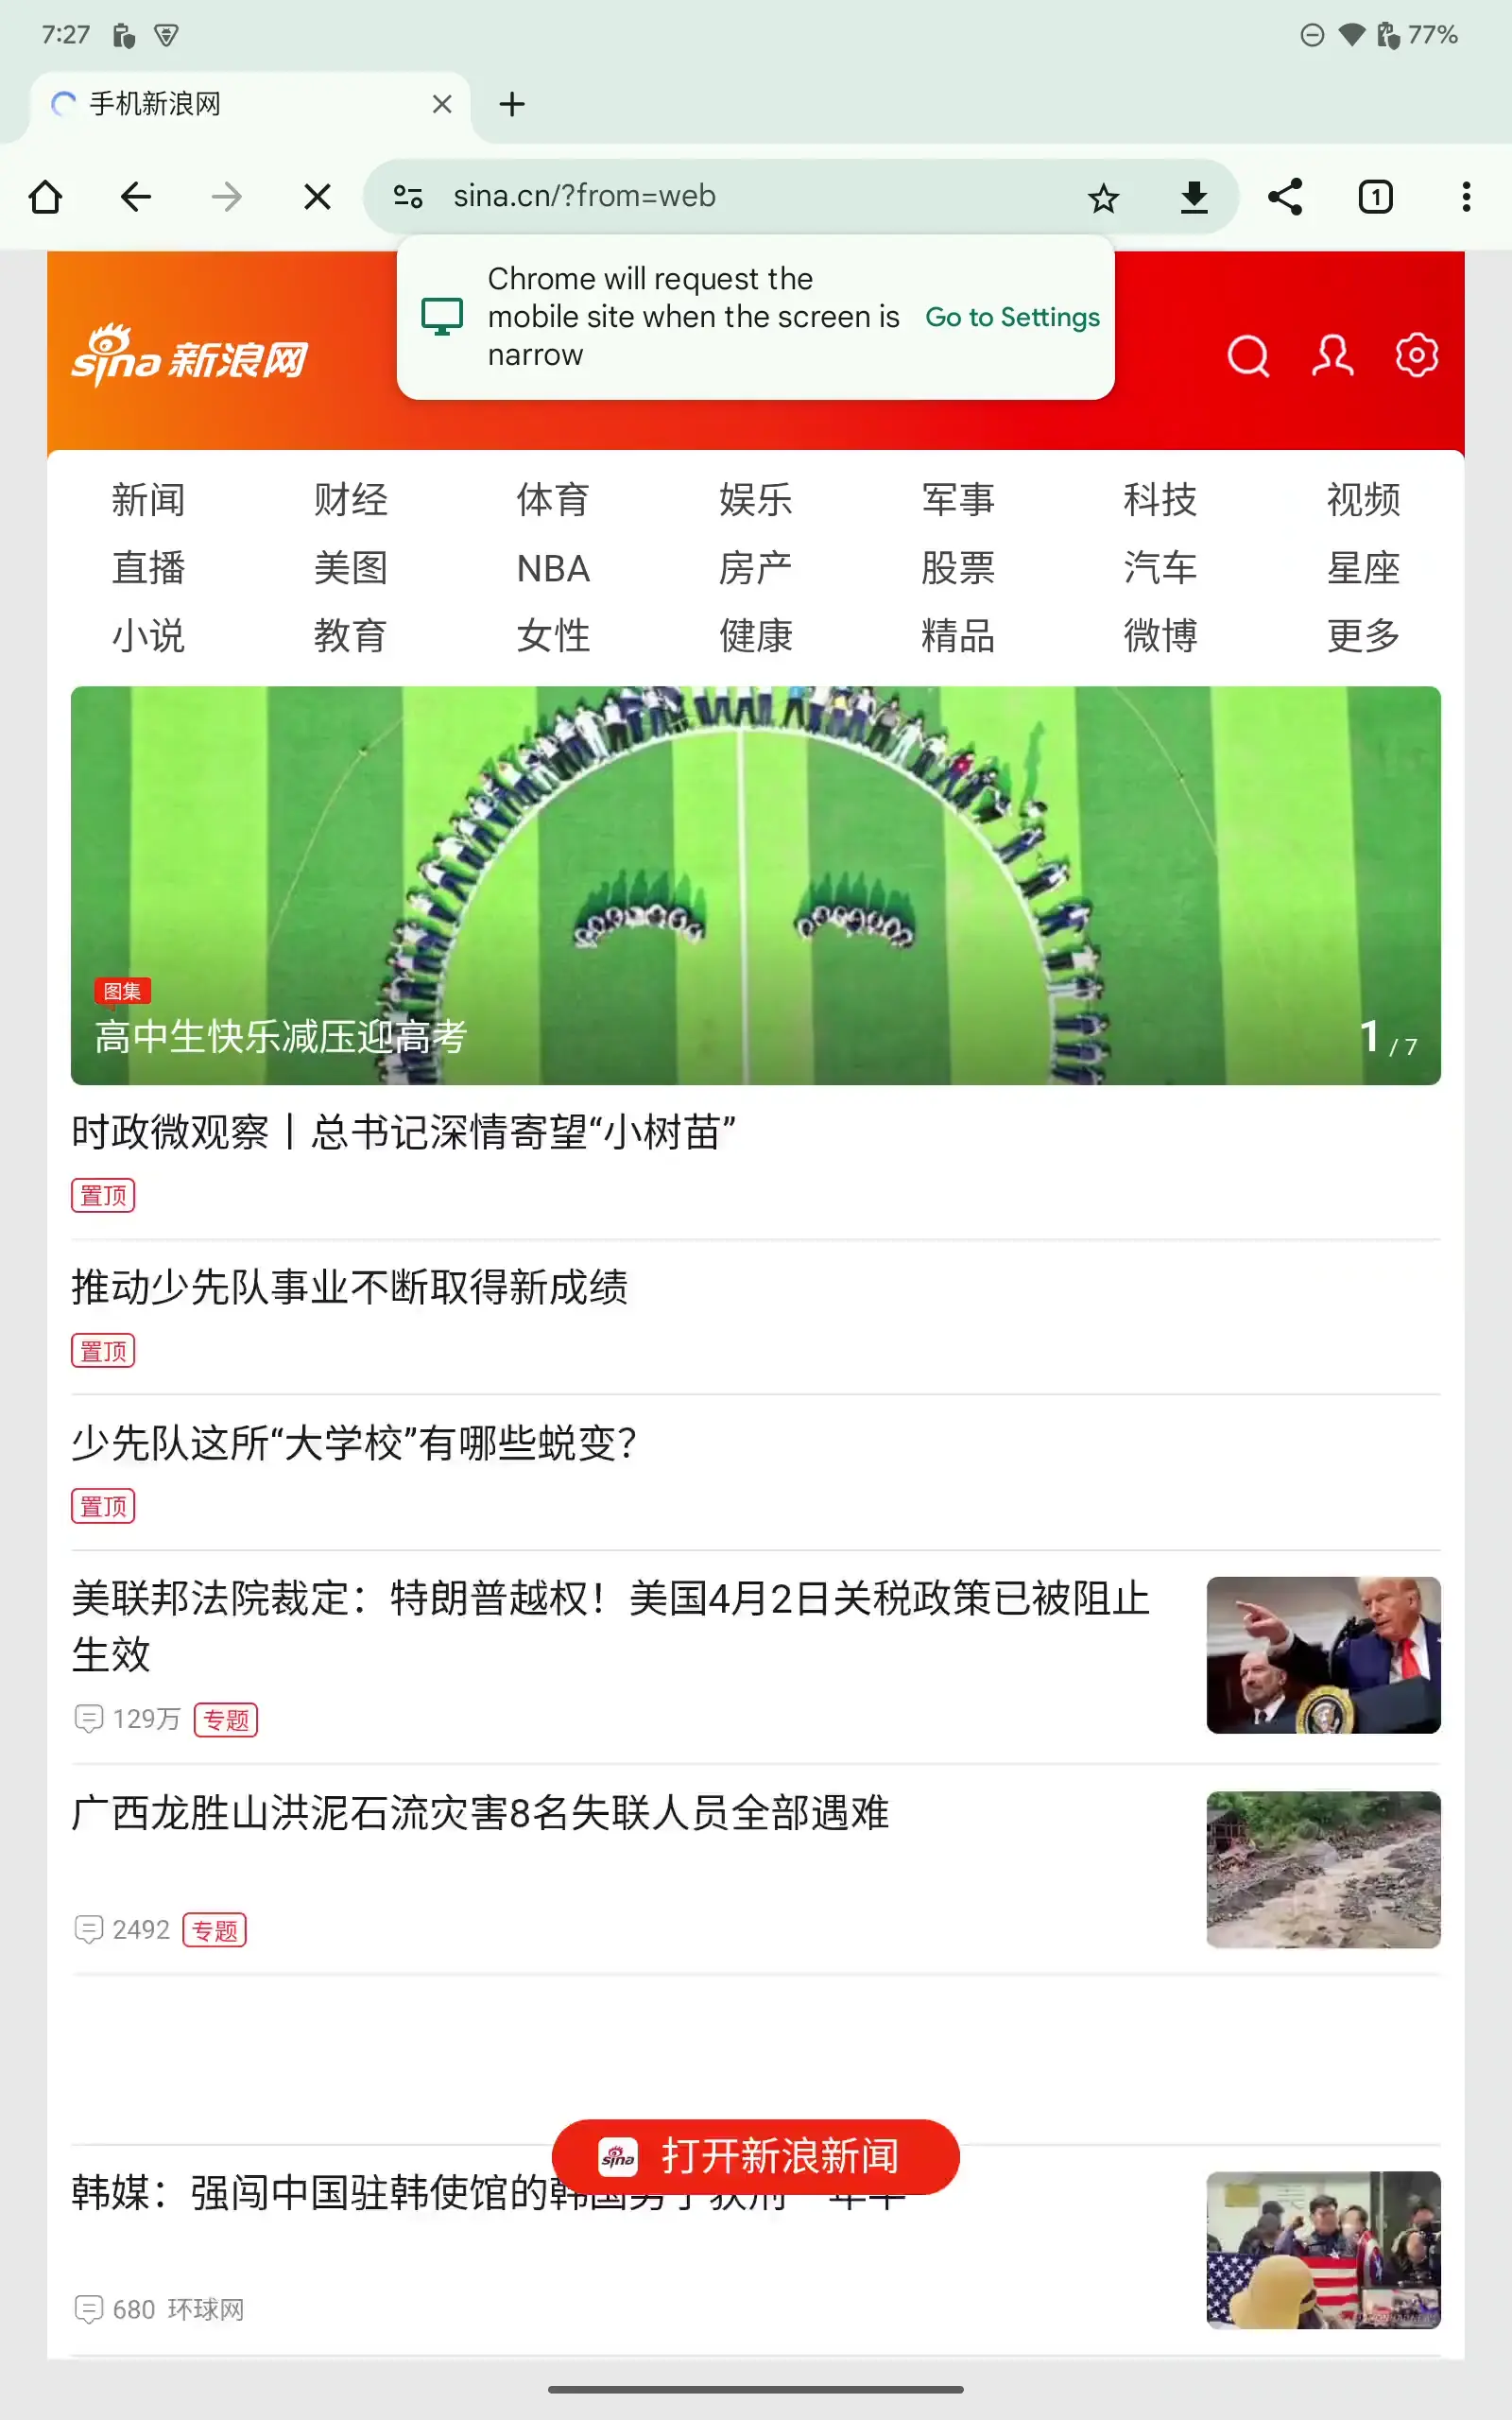 7:27
77%
手机新浪网
sina.cn/?from=web
1
Chrome will request the
mobile site when the screen is
narrow
Go to Settings
sina 新浪网
新闻 财经 体育 娱乐 军事 科技 视频
直播 美图 NBA 房产 股票 汽车 星座
小说 教育 女性 健康 精品 微博 更多
图集
高中生快乐减压迎高考
1 / 7
时政微观察丨总书记深情寄望“小树苗”
置顶
推动少先队事业不断取得新成绩
置顶
少先队这所“大学校”有哪些蜕变？
置顶
美联邦法院裁定：特朗普越权！美国4月2日关税政策已被阻止
生效
129万 专题
广西龙胜山洪泥石流灾害8名失联人员全部遇难
2492 专题
sina 打开新浪新闻
韩媒：强闯中国驻韩使馆的韩国男子获刑一年半
680 环球网